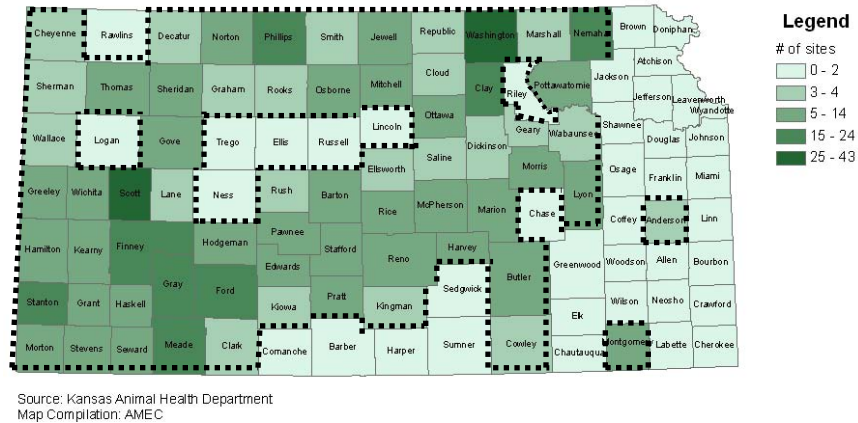 Legend
# of sites
0 - 2
3 - 4
5 - 14
15 - 24
25 - 43
Cheyenne Rawlins Decatur Norton Phillips Smith Jewell Republic Washington Marshall Nemaha Brown Doniphan
Sherman Thomas Sheridan Graham Rooks Osborne Mitchell Cloud Clay Riley Pottawatomie Jackson Atchison
Jefferson Leavenworth Wyandotte
Wallace Logan Gove Trego Ellis Russell Lincoln Ottawa Geary Wabaunsee Shawnee Douglas Johnson
Ellsworth Saline Dickinson Morris Osage Franklin Miami
Greeley Wichita Scott Lane Ness Rush Barton Rice McPherson Marion Chase Lyon Coffey Anderson Linn
Hamilton Kearny Finney Hodgeman Pawnee Stafford Reno Harvey Butler Greenwood Woodson Allen Bourbon
Edwards Sedgwick
Stanton Grant Haskell Gray Ford Kiowa Pratt Kingman Elk Wilson Neosho Crawford
Morton Stevens Seward Meade Clark Comanche Barber Harper Sumner Cowley Chautauqua Montgomery Labette Cherokee
Source: Kansas Animal Health Department
Map Compilation: AMEC